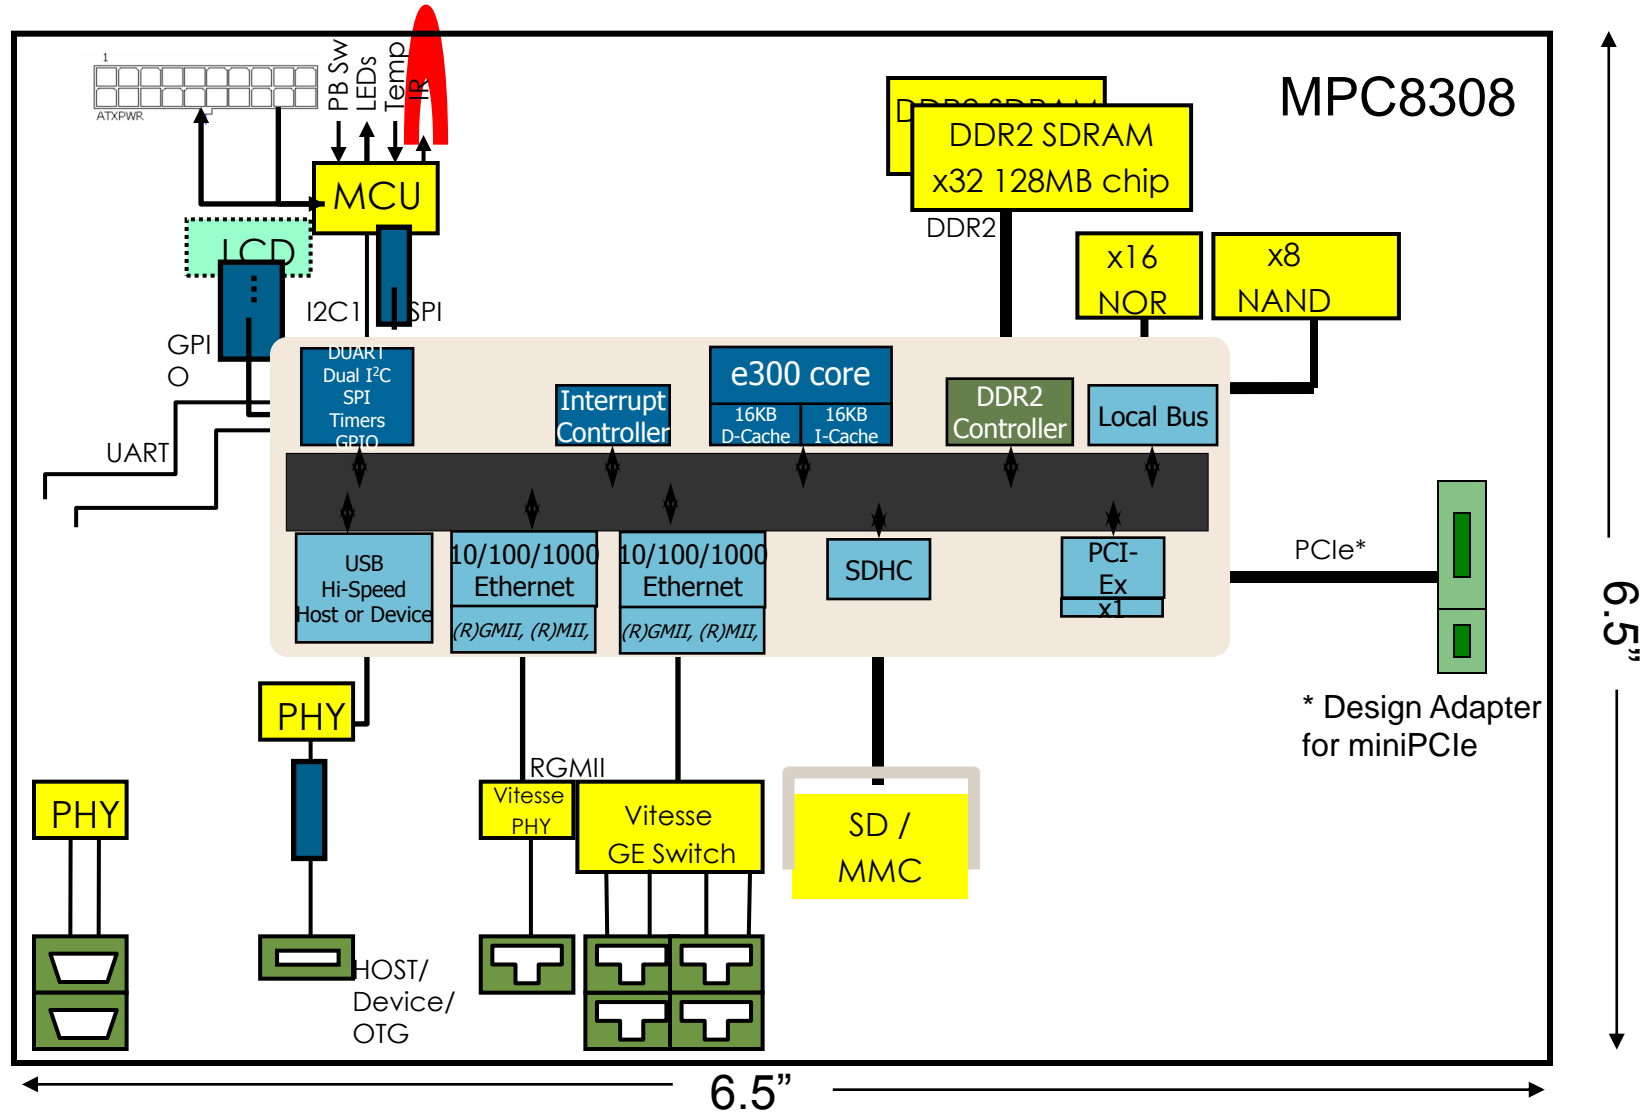 1
ATXPWR
PB Sw
LEDs
Temp
IR
MPC8308
DDR2 SDRAM
DDR2 SDRAM
x32 128MB chip
MCU
DDR2
LCD
x16
NOR
x8
NAND
I2C1
SPI
GPI
O
DUART
Dual I²C
SPI
Timers
GPIO
Interrupt
Controller
e300 core
16KB
D-Cache
16KB
I-Cache
DDR2
Controller
Local Bus
UART
USB
Hi-Speed
Host or Device
10/100/1000
Ethernet
(R)GMII, (R)MII,
10/100/1000
Ethernet
(R)GMII, (R)MII,
SDHC
PCI-
Ex
x1
PCIe*
6.5”
* Design Adapter
for miniPCIe
PHY
RGMII
PHY
Vitesse
PHY
Vitesse
GE Switch
SD /
MMC
HOST/
Device/
OTG
6.5”